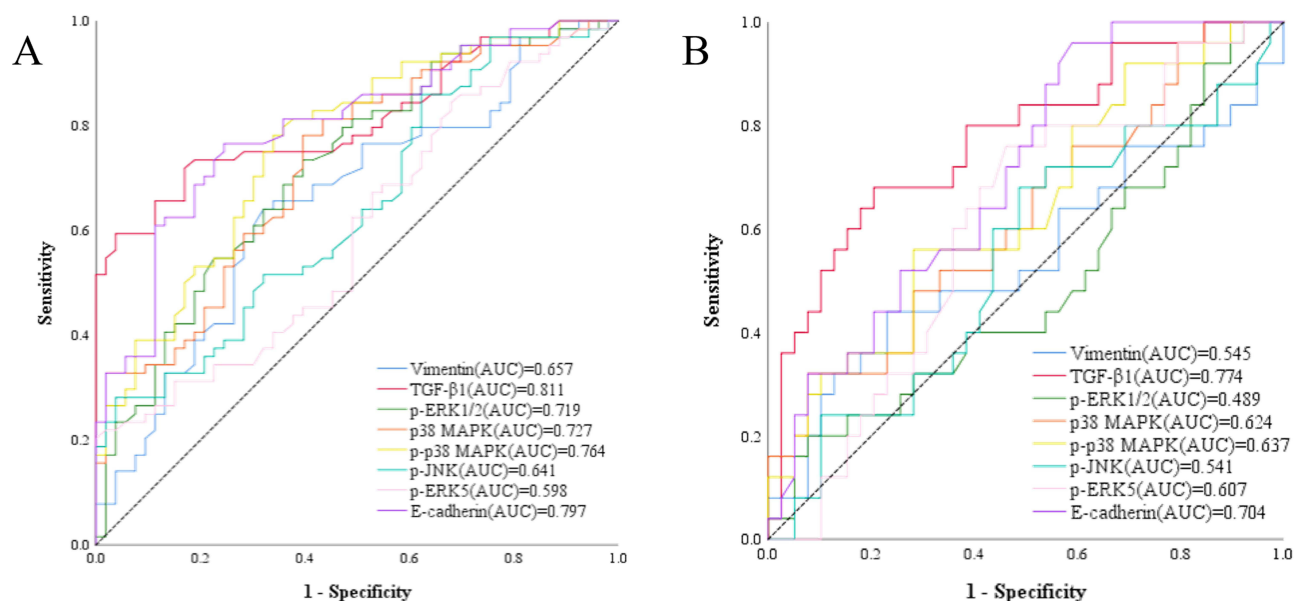 A
1.0
0.8
0.6
0.4
0.2
0.0
Sensitivity
Vimentin(AUC)=0.657
TGF-β1(AUC)=0.811
p-ERK1/2(AUC)=0.719
p38 MAPK(AUC)=0.727
p-p38 MAPK(AUC)=0.764
p-JNK(AUC)=0.641
p-ERK5(AUC)=0.598
E-cadherin(AUC)=0.797
0.0 0.2 0.4 0.6 0.8 1.0
1 - Specificity
B
1.0
0.8
0.6
0.4
0.2
0.0
Sensitivity
Vimentin(AUC)=0.545
TGF-β1(AUC)=0.774
p-ERK1/2(AUC)=0.489
p38 MAPK(AUC)=0.624
p-p38 MAPK(AUC)=0.637
p-JNK(AUC)=0.541
p-ERK5(AUC)=0.607
E-cadherin(AUC)=0.704
0.0 0.2 0.4 0.6 0.8 1.0
1 - Specificity